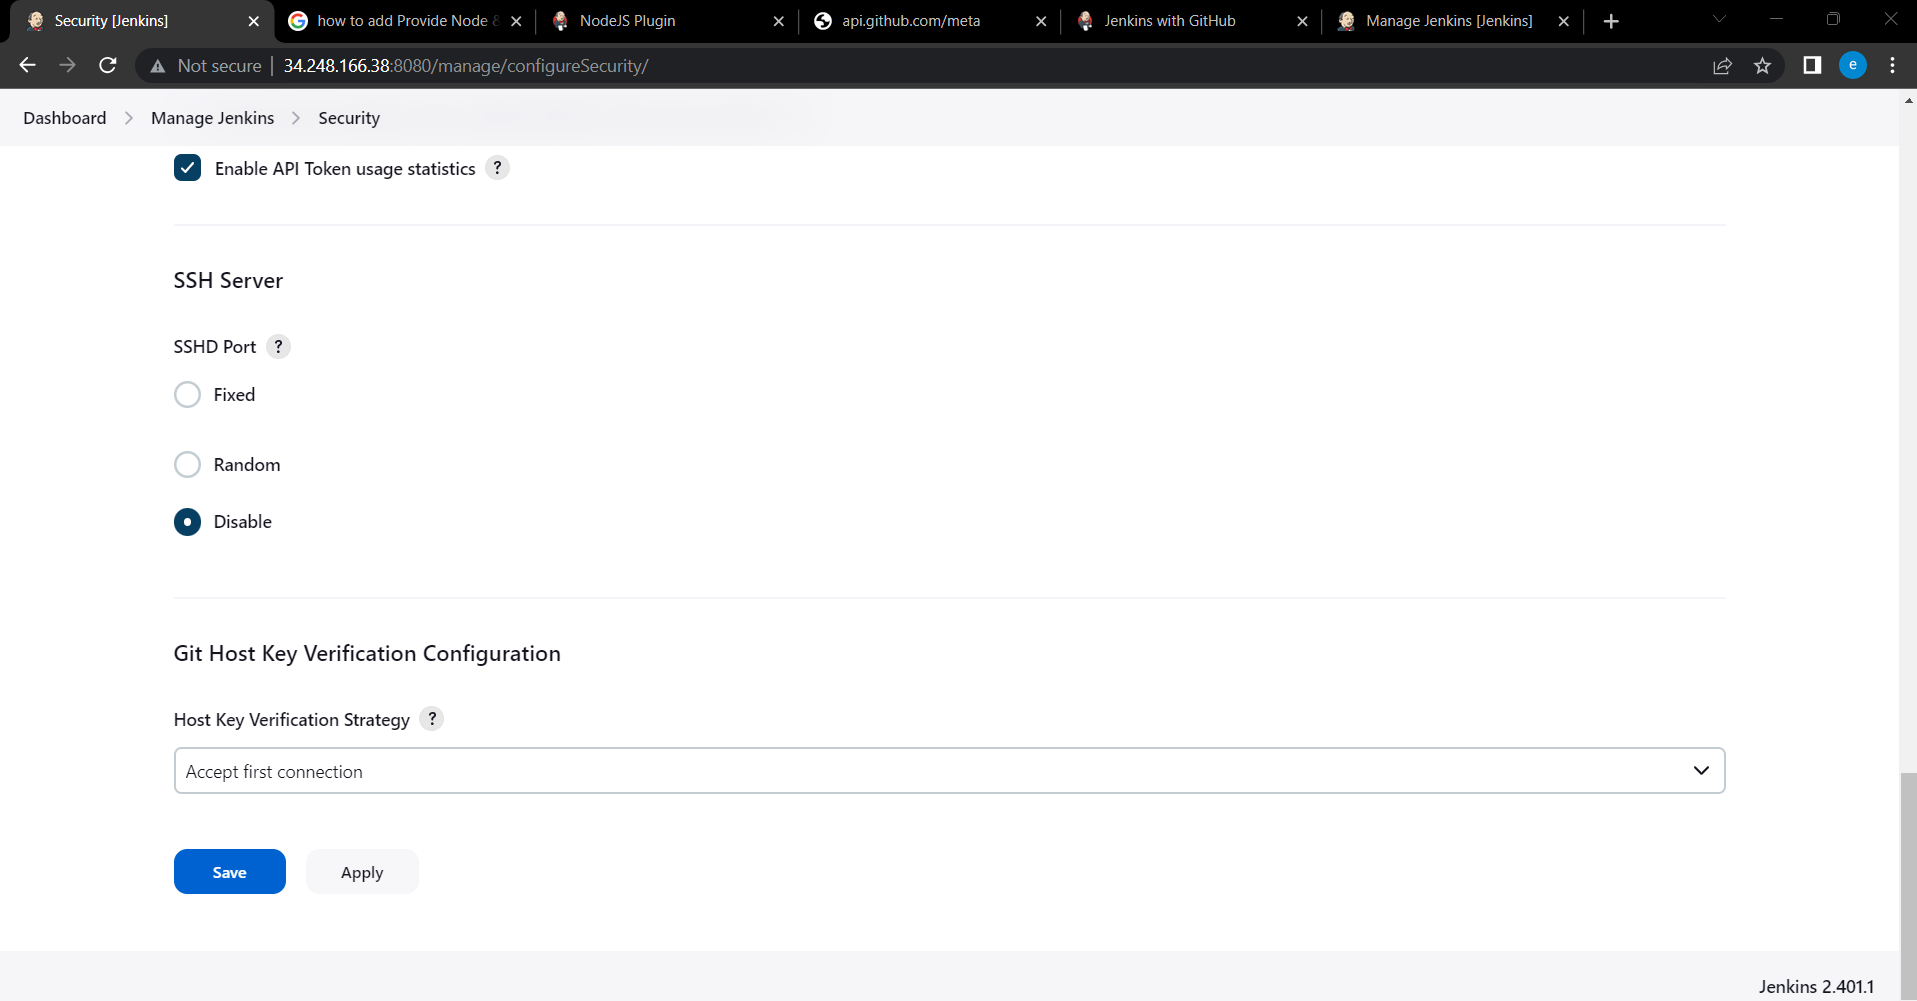 Security [Jenkins]
how to add Provide Node &
NodeJS Plugin
api.github.com/meta
Jenkins with GitHub
Manage Jenkins [Jenkins]
Not secure
34.248.166.38:8080/manage/configureSecurity/
e
Dashboard
Manage Jenkins
Security
Enable API Token usage statistics ?
SSH Server
SSHD Port ?
Fixed
Random
Disable
Git Host Key Verification Configuration
Host Key Verification Strategy ?
Accept first connection
Save
Apply
Jenkins 2.401.1